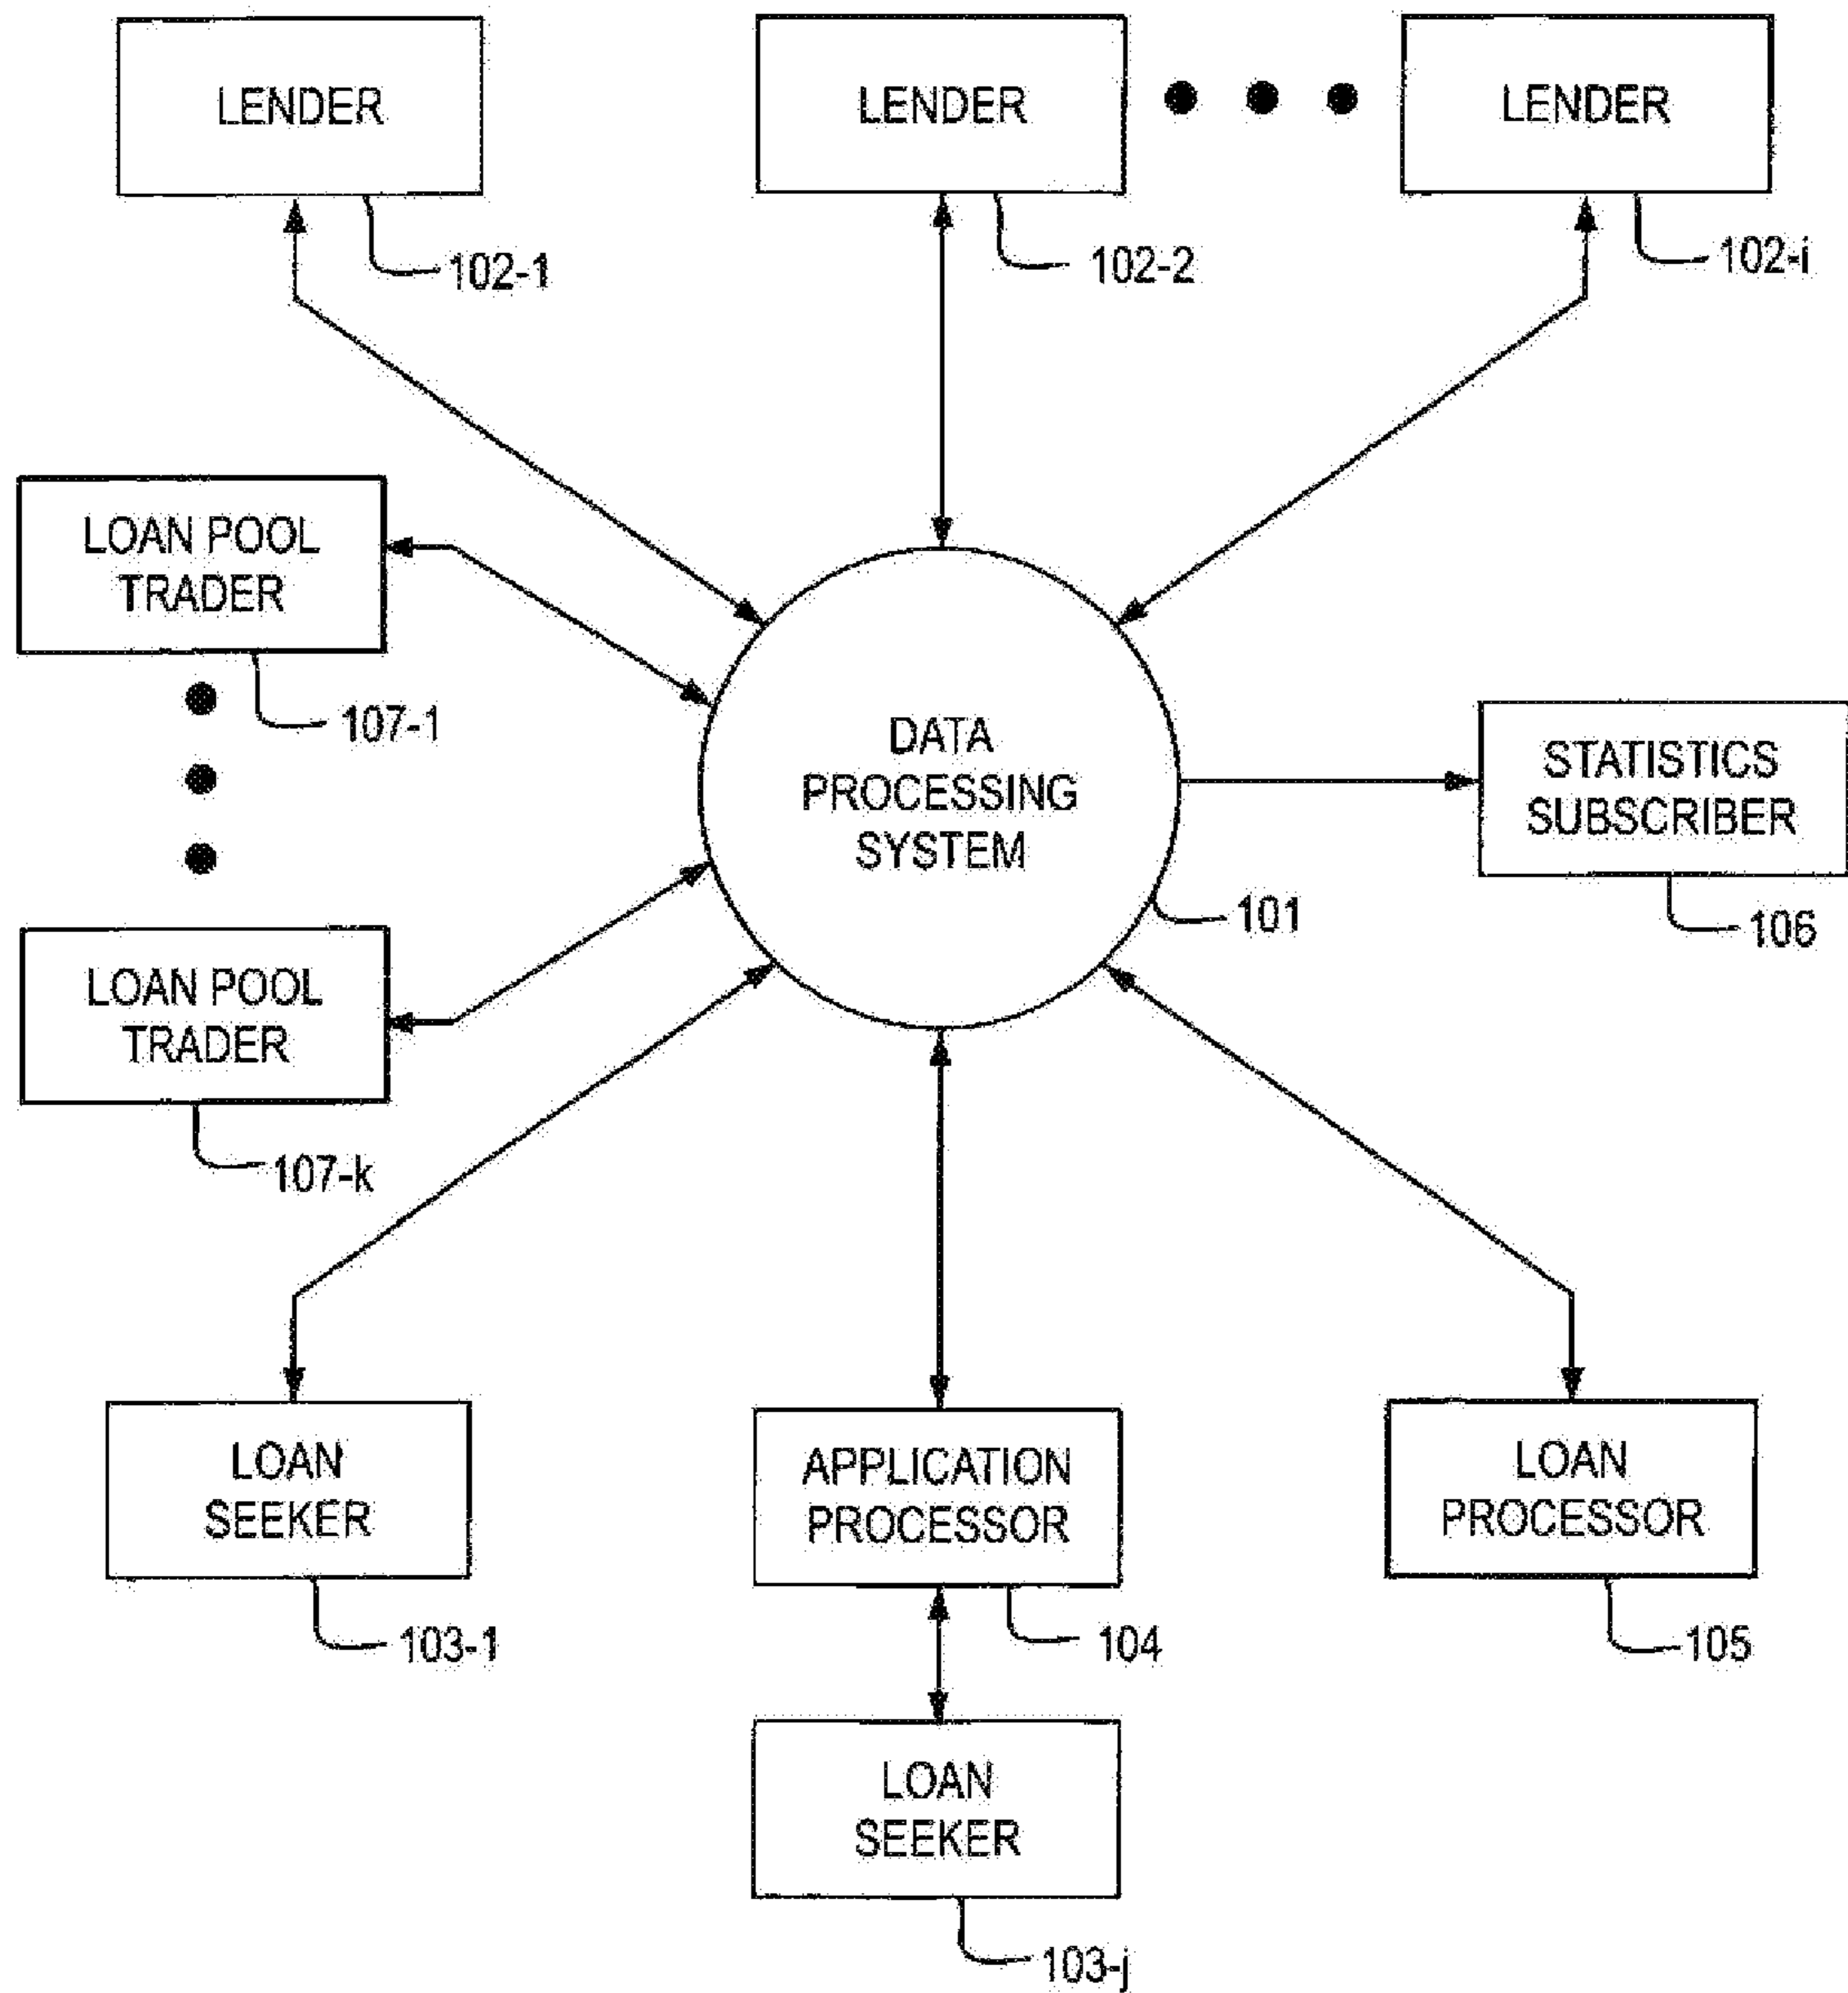 LENDER
LENDER
LENDER
102-1
102-2
102-i
LOAN POOL
TRADER
107-1
DATA
PROCESSING
SYSTEM
101
STATISTICS
SUBSCRIBER
106
LOAN POOL
TRADER
107-k
LOAN
SEEKER
103-1
APPLICATION
PROCESSOR
104
LOAN
PROCESSOR
105
LOAN
SEEKER
103-j